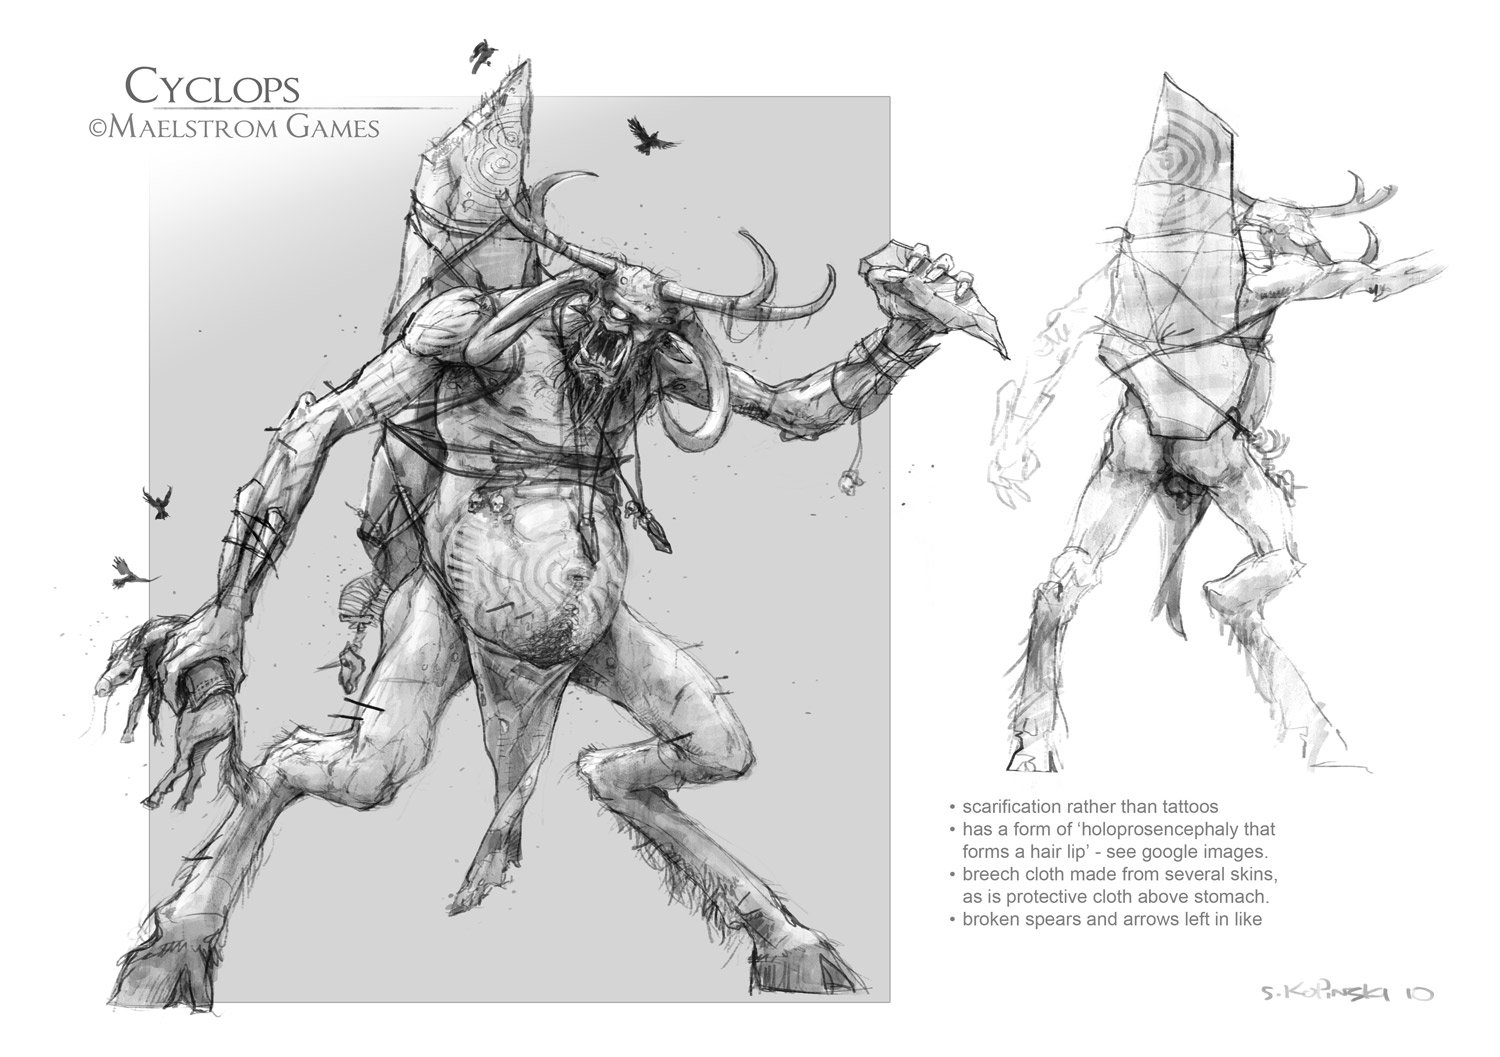 Cyclops
©Maelstrom Games
• scarification rather than tattoos
• has a form of ‘holoprosencephaly that
forms a hair lip’ - see google images.
• breech cloth made from several skins,
as is protective cloth above stomach.
• broken spears and arrows left in like
S.KOPINSKI 10